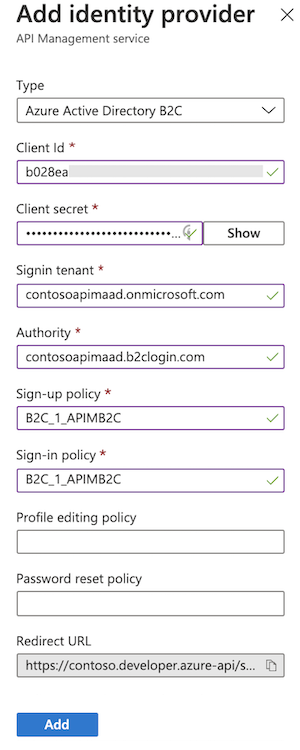 Add identity provider
API Management service
Type
Azure Active Directory B2C
Client Id *
b028ea
Client secret *
•••••••••••••••••••••••••••... Show
Signin tenant *
contosoapimaad.onmicrosoft.com
Authority *
contosoapimaad.b2clogin.com
Sign-up policy *
B2C_1_APIMB2C
Sign-in policy *
B2C_1_APIMB2C
Profile editing policy
Password reset policy
Redirect URL
https://contoso.developer.azure-api/s...
Add